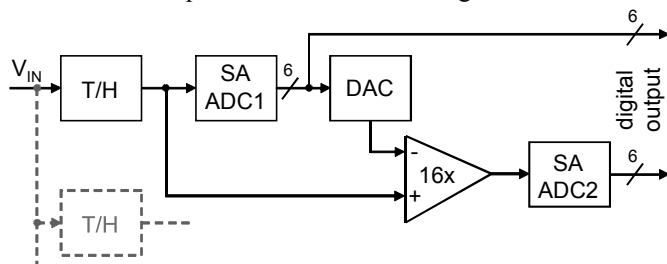 6
6
V_IN
T/H
SA
ADC1
DAC
digital
output
-
16x
+
SA
ADC2
6
T/H